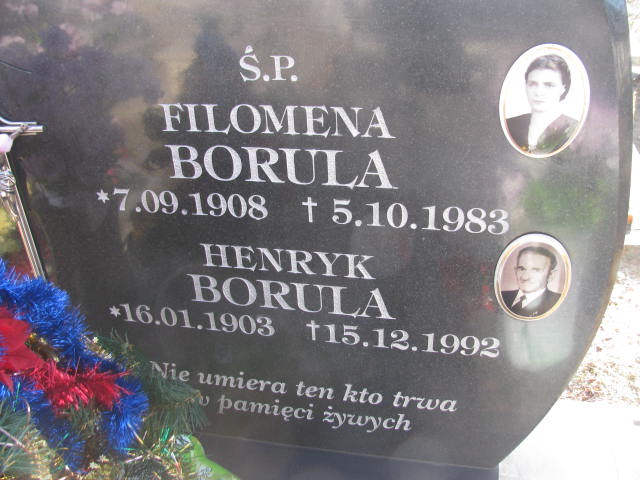 Ś.P.
FILOMENA
BORULA
*7.09.1908 †5.10.1983
HENRYK
BORULA
*16.01.1903 †15.12.1992
Nie umiera ten kto trwa
w pamięci żywych